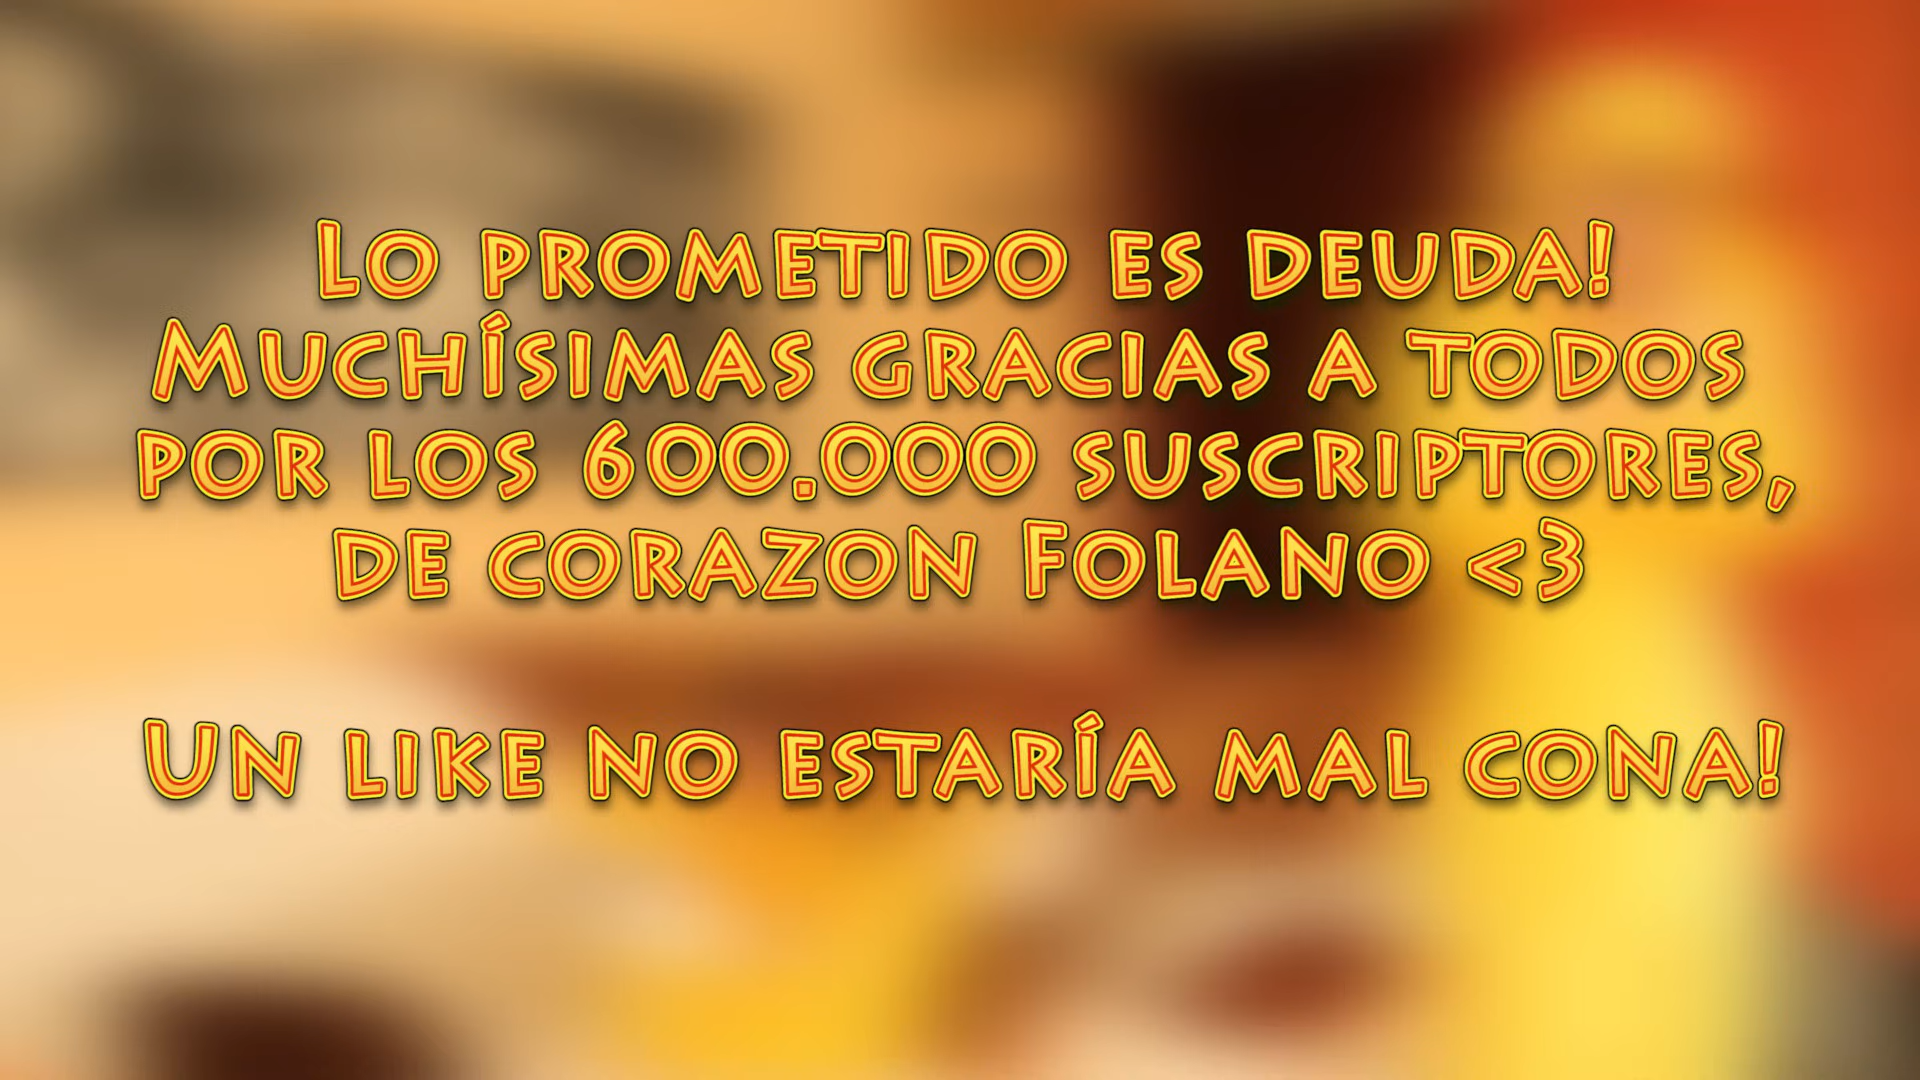 Lo prometido es deuda!
Muchísimas gracias a todos
por los 600.000 suscriptores,
de corazon Folano <3
Un like no estaría mal cona!